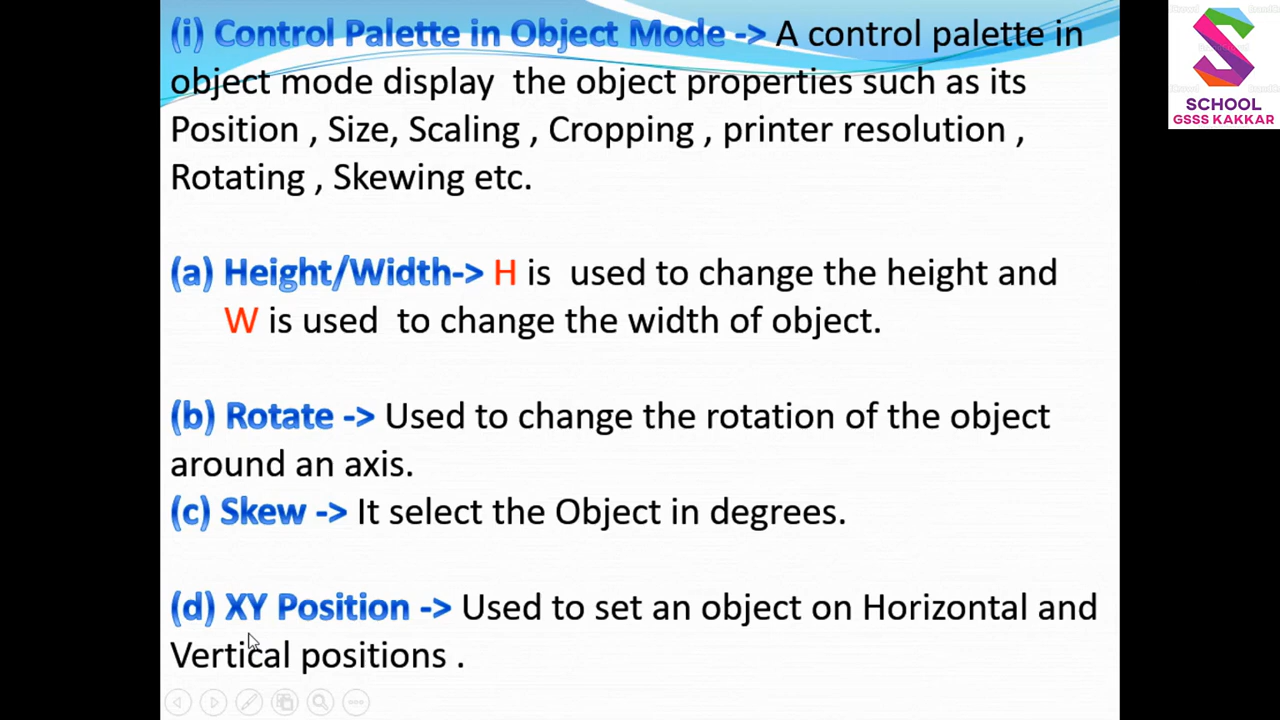 (i) Control Palette in Object Mode -> A control palette in
object mode display the object properties such as its
Position , Size, Scaling , Cropping , printer resolution ,
Rotating , Skewing etc.
(a) Height/Width-> H is used to change the height and
W is used to change the width of object.
(b) Rotate -> Used to change the rotation of the object
around an axis.
(c) Skew -> It select the Object in degrees.
(d) XY Position -> Used to set an object on Horizontal and
Vertical positions .
SCHOOL
GSSS KAKKAR